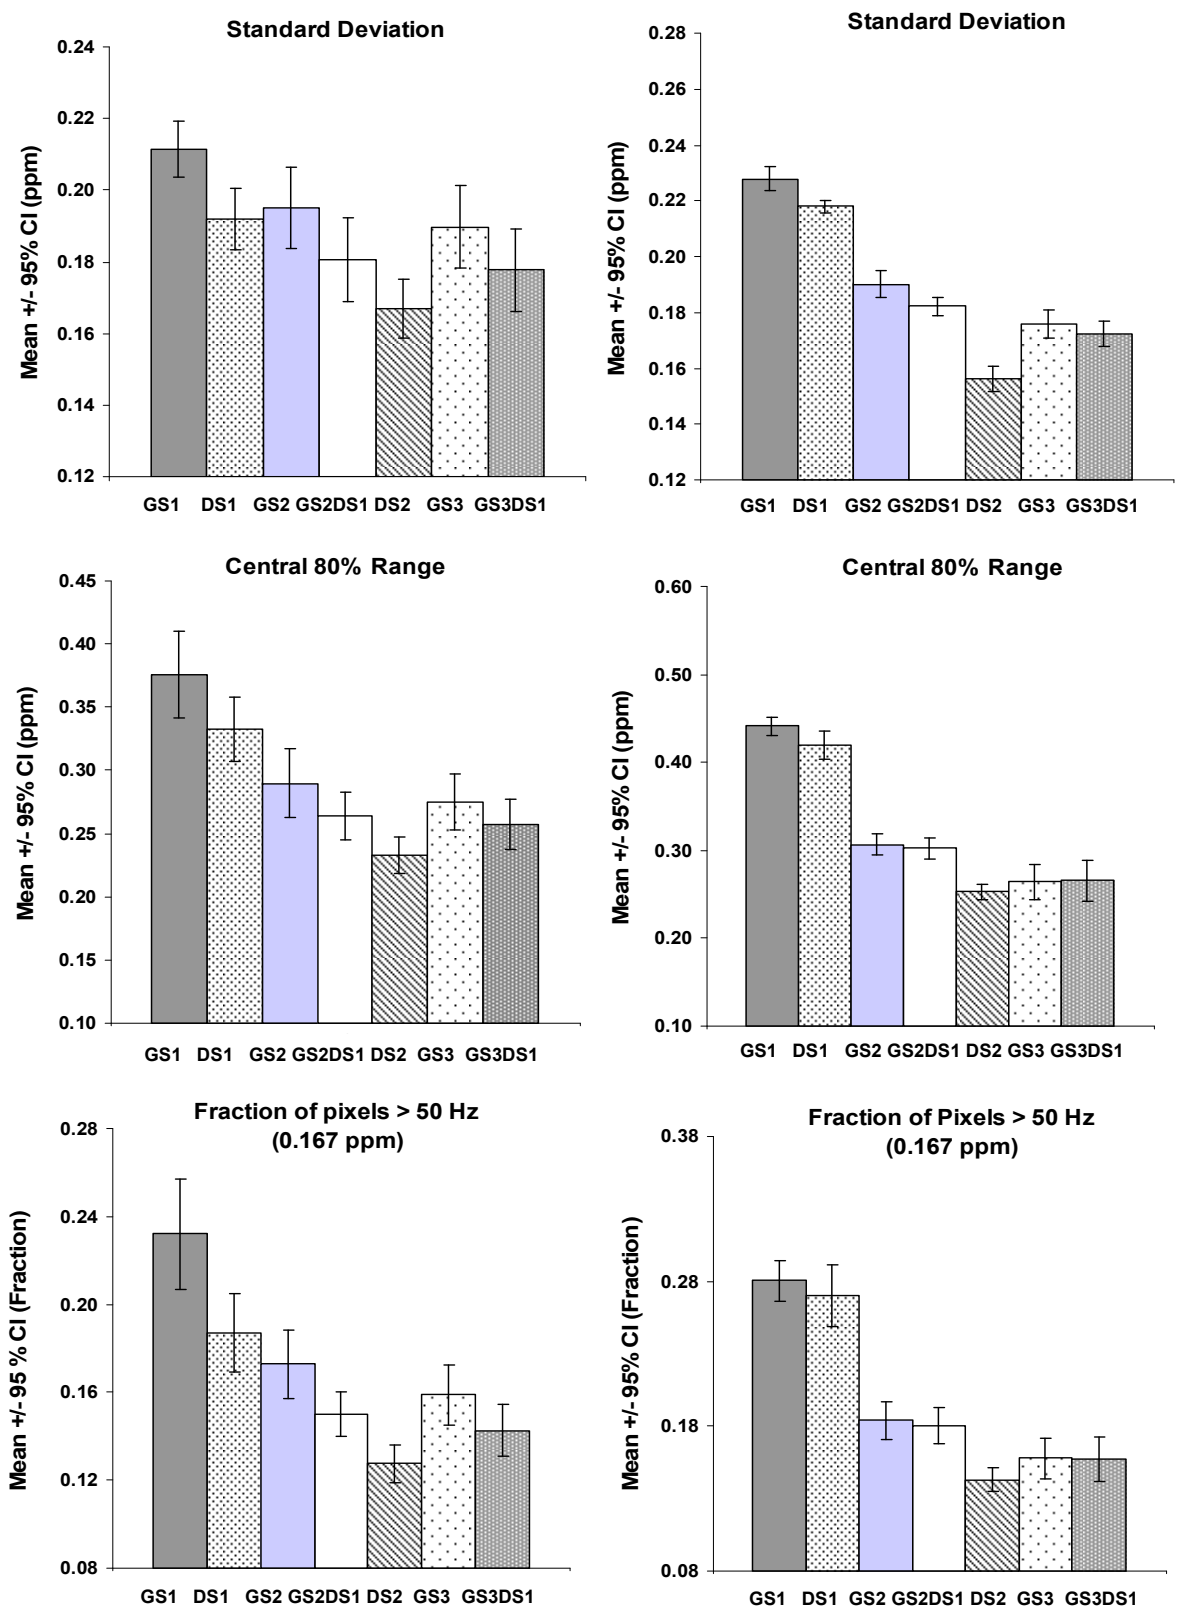 Standard Deviation
0.24
0.22
0.20
0.18
0.16
0.14
0.12
Mean +/- 95% CI (ppm)
GS1 DS1 GS2 GS2DS1 DS2 GS3 GS3DS1
Standard Deviation
0.28
0.26
0.24
0.22
0.20
0.18
0.16
0.14
0.12
Mean +/- 95% CI (ppm)
GS1 DS1 GS2 GS2DS1 DS2 GS3 GS3DS1
Central 80% Range
0.45
0.40
0.35
0.30
0.25
0.20
0.15
0.10
Mean +/- 95% CI (ppm)
GS1 DS1 GS2 GS2DS1 DS2 GS3 GS3DS1
Central 80% Range
0.60
0.50
0.40
0.30
0.20
0.10
Mean +/- 95% CI (ppm)
GS1 DS1 GS2 GS2DS1 DS2 GS3 GS3DS1
Fraction of pixels > 50 Hz
(0.167 ppm)
0.28
0.24
0.20
0.16
0.12
0.08
Mean +/- 95 % CI (Fraction)
GS1 DS1 GS2 GS2DS1 DS2 GS3 GS3DS1
Fraction of Pixels > 50 Hz
(0.167 ppm)
0.38
0.28
0.18
0.08
Mean +/- 95% CI (Fraction)
GS1 DS1 GS2 GS2DS1 DS2 GS3 GS3DS1